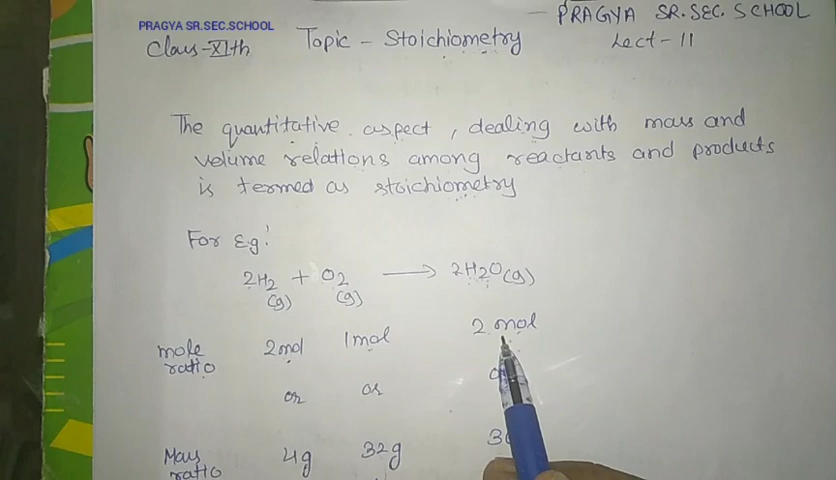 PRAGYA SR.SEC.SCHOOL
- PRAGYA SR. SEC. SCHOOL
Class-XIth
Topic - Stoichiometry
Lect - 11
The quantitative aspect, dealing with mass and
volume relations among reactants and products
is termed as stoichiometry
For Eg:
2H2(g) + O2(g) → 2H2O(g)
mole ratio 2mol 1mol 2 mol
or or
Mass ratio 4g 32g